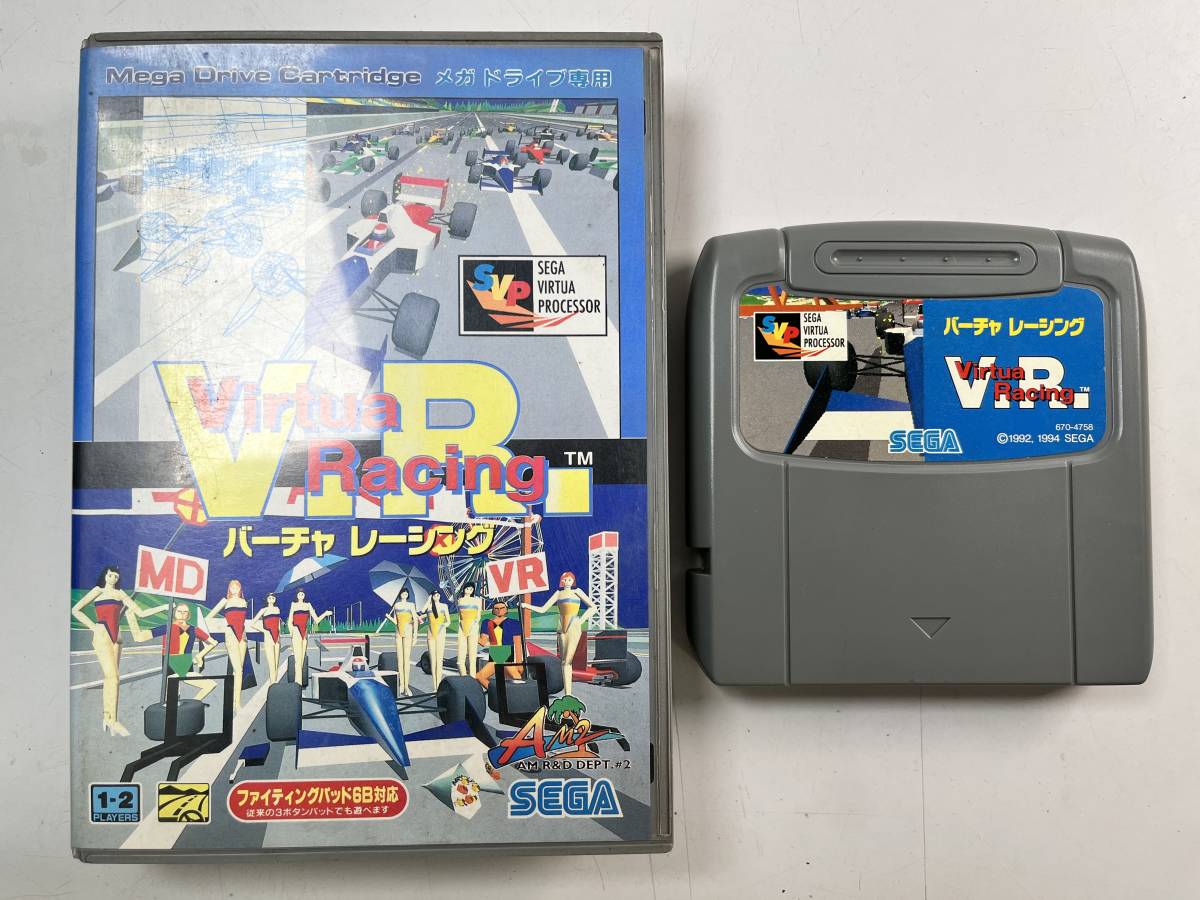 Mega Drive Cartridge メガドライブ専用
SVP
SEGA
VIRTUA
PROCESSOR
V.R.
Virtua
Racing
TM
バーチャ レーシング
MD
VR
AM2
AM R&D DEPT.#2
1-2
PLAYERS
ファイティングパッド6B対応
従来の3ボタンパッドでも遊べます
SEGA
SVP
SEGA
VIRTUA
PROCESSOR
バーチャ レーシング
V.R.
Virtua
Racing
TM
670-4758
SEGA
©1992, 1994 SEGA